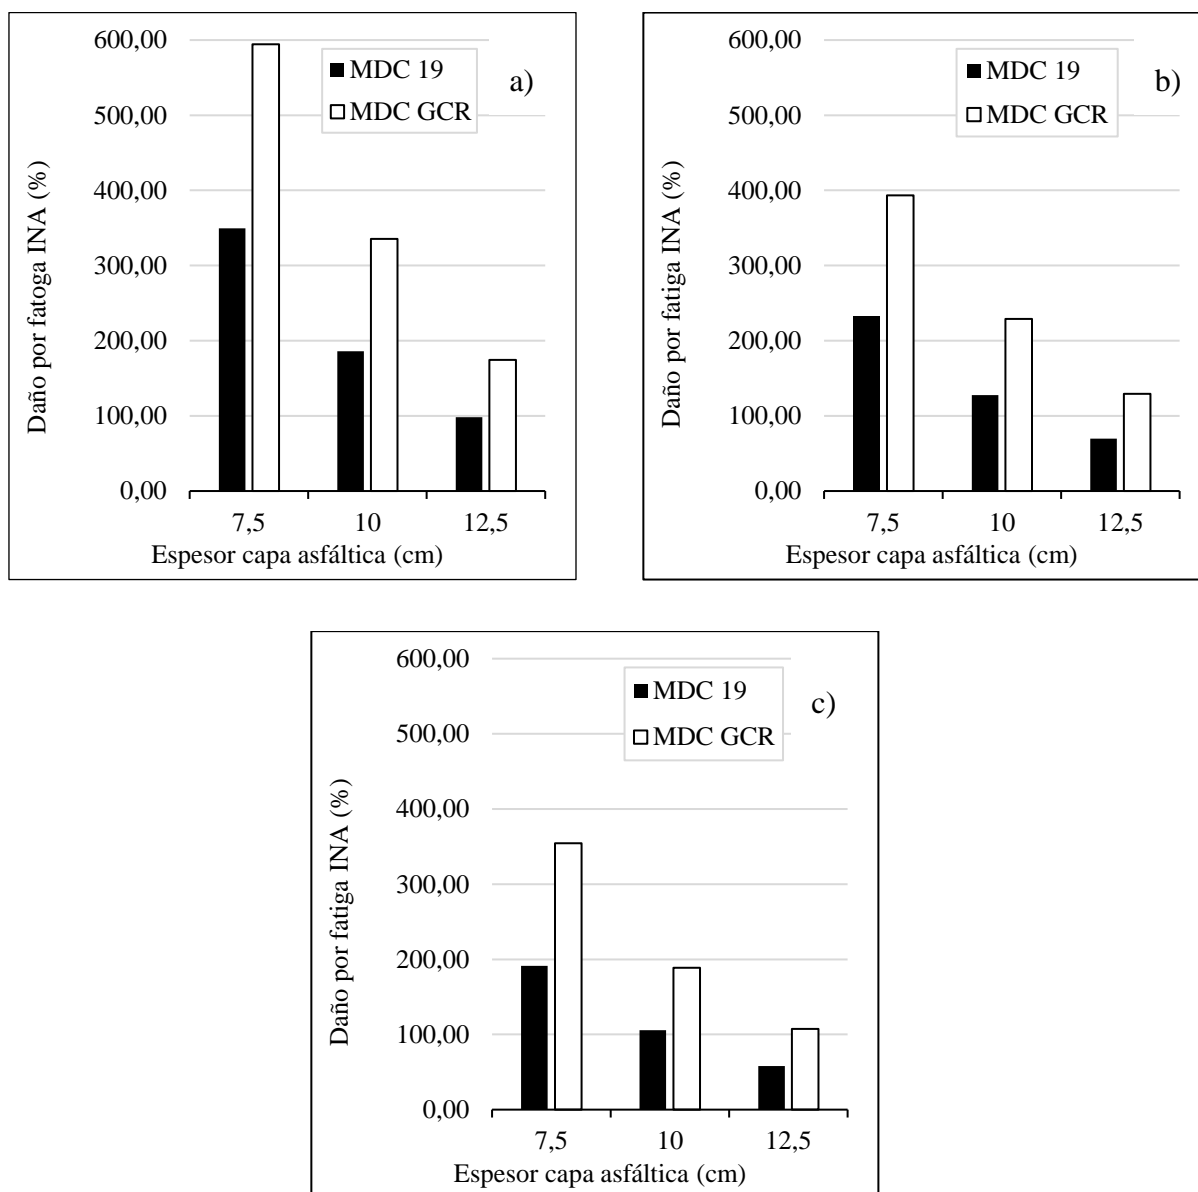 600,00
500,00
400,00
300,00
200,00
100,00
0,00
Daño por fatoga INA (%)
MDC 19
MDC GCR
a)
7,5 10 12,5
Espesor capa asfáltica (cm)
600,00
500,00
400,00
300,00
200,00
100,00
0,00
Daño por fatiga INA (%)
MDC 19
MDC GCR
b)
7,5 10 12,5
Espesor capa asfáltica (cm)
600,00
500,00
400,00
300,00
200,00
100,00
0,00
Daño por fatiga INA (%)
MDC 19
MDC GCR
c)
7,5 10 12,5
Espesor capa asfáltica (cm)